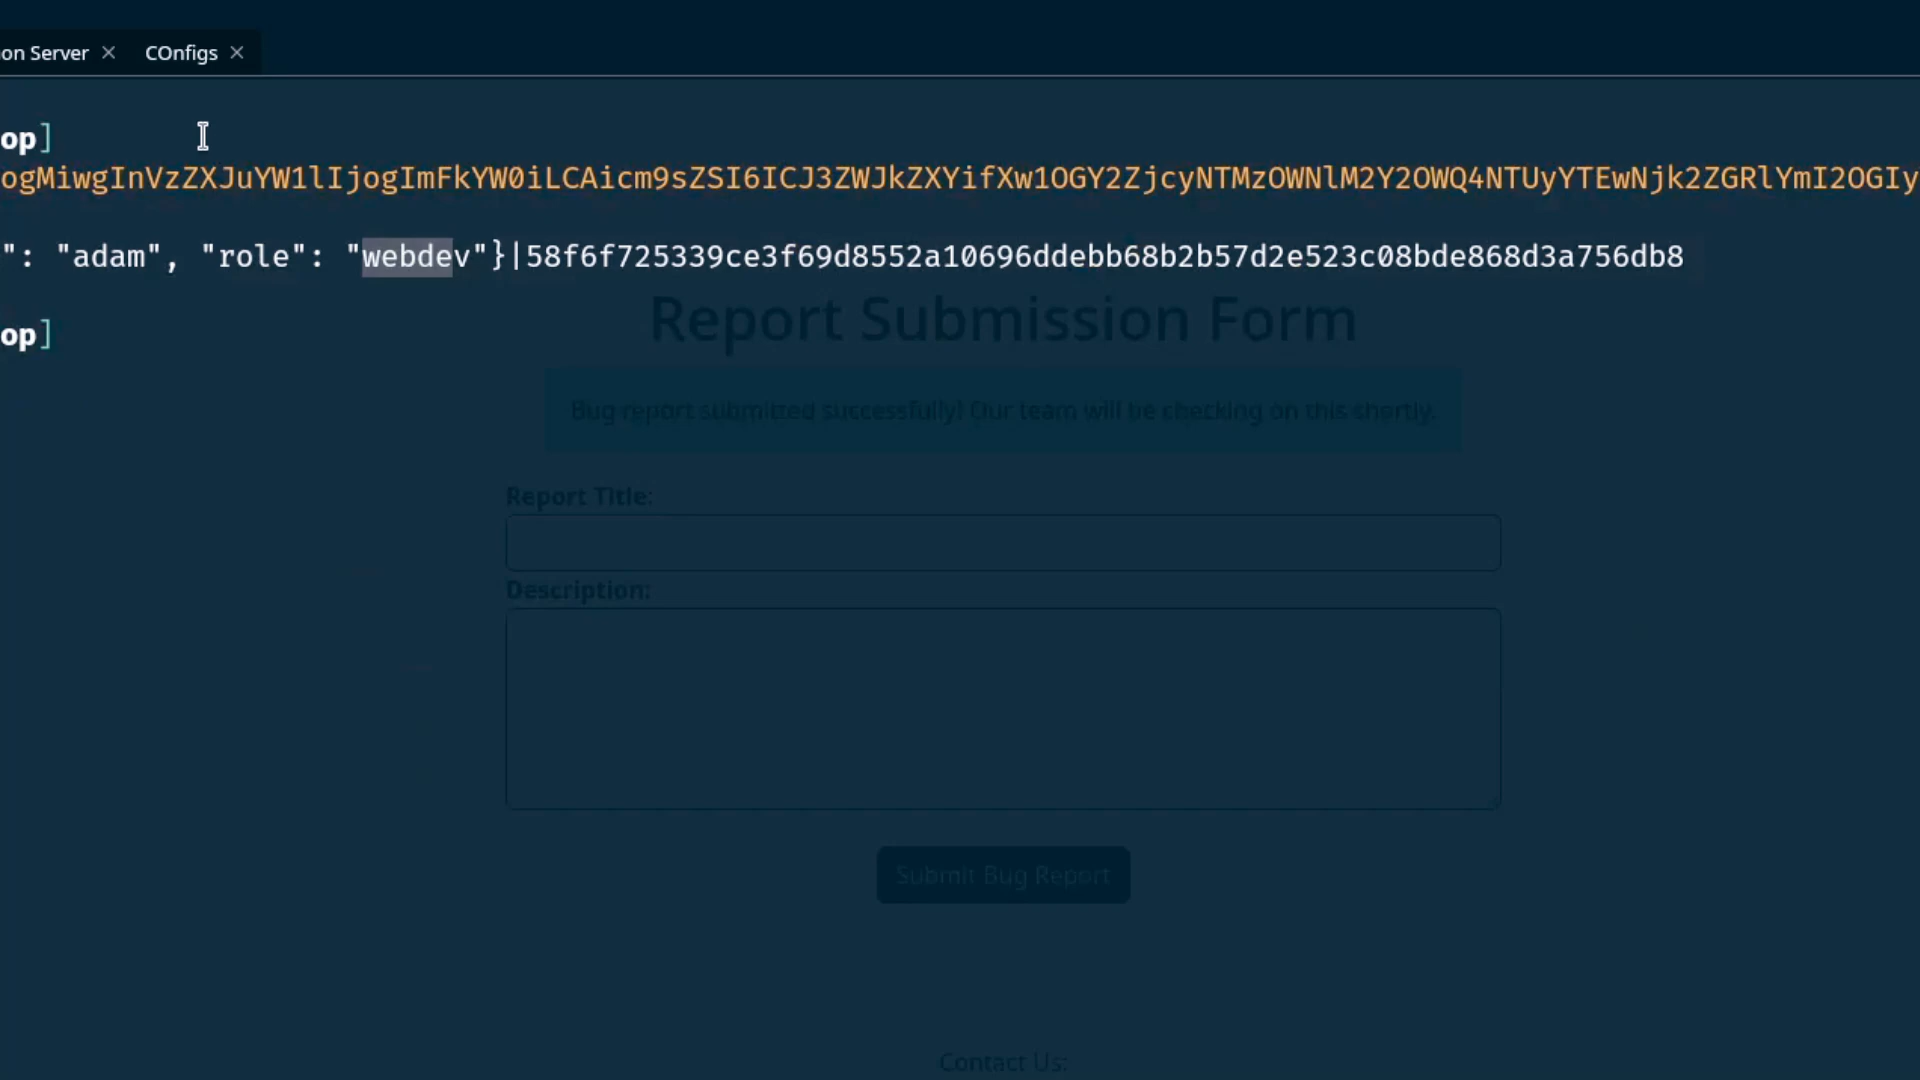 on Server × COnfigs ×
op]
ogMiwgInVzZXJuYW1lIjogImFkYW0iLCAicm9sZSI6ICJ3ZWJkZXYifXw1OGY2ZjcyNTMzOWNlM2Y2OWQ4NTUyYTEwNjk2ZGRlYmI2OGIy
": "adam", "role": "webdev"}|58f6f725339ce3f69d8552a10696ddebb68b2b57d2e523c08bde868d3a756db8
op]
Report Submission Form
Bug report submitted successfully! Our team will be checking on this shortly.
Report Title:
Description:
Submit Bug Report
Contact Us: